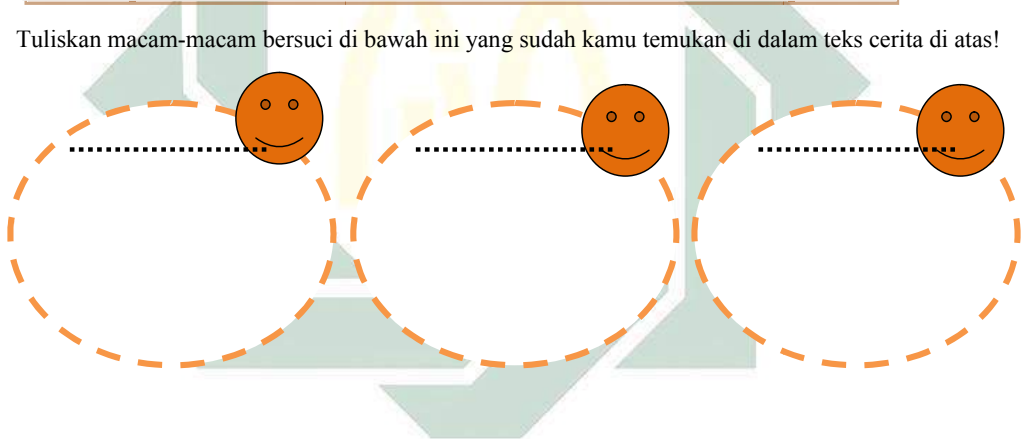 Tuliskan macam-macam bersuci di bawah ini yang sudah kamu temukan di dalam teks cerita di atas!